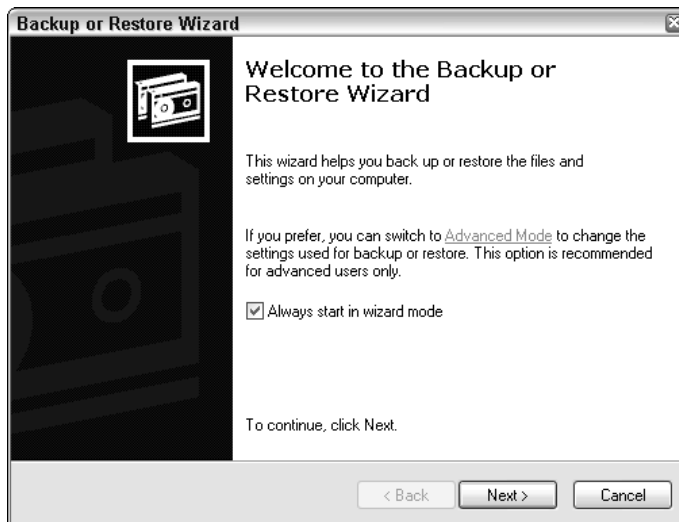 Backup or Restore Wizard
Welcome to the Backup or
Restore Wizard
This wizard helps you back up or restore the files and
settings on your computer.
If you prefer, you can switch to Advanced Mode to change the
settings used for backup or restore. This option is recommended
for advanced users only.
Always start in wizard mode
To continue, click Next.
< Back Next > Cancel